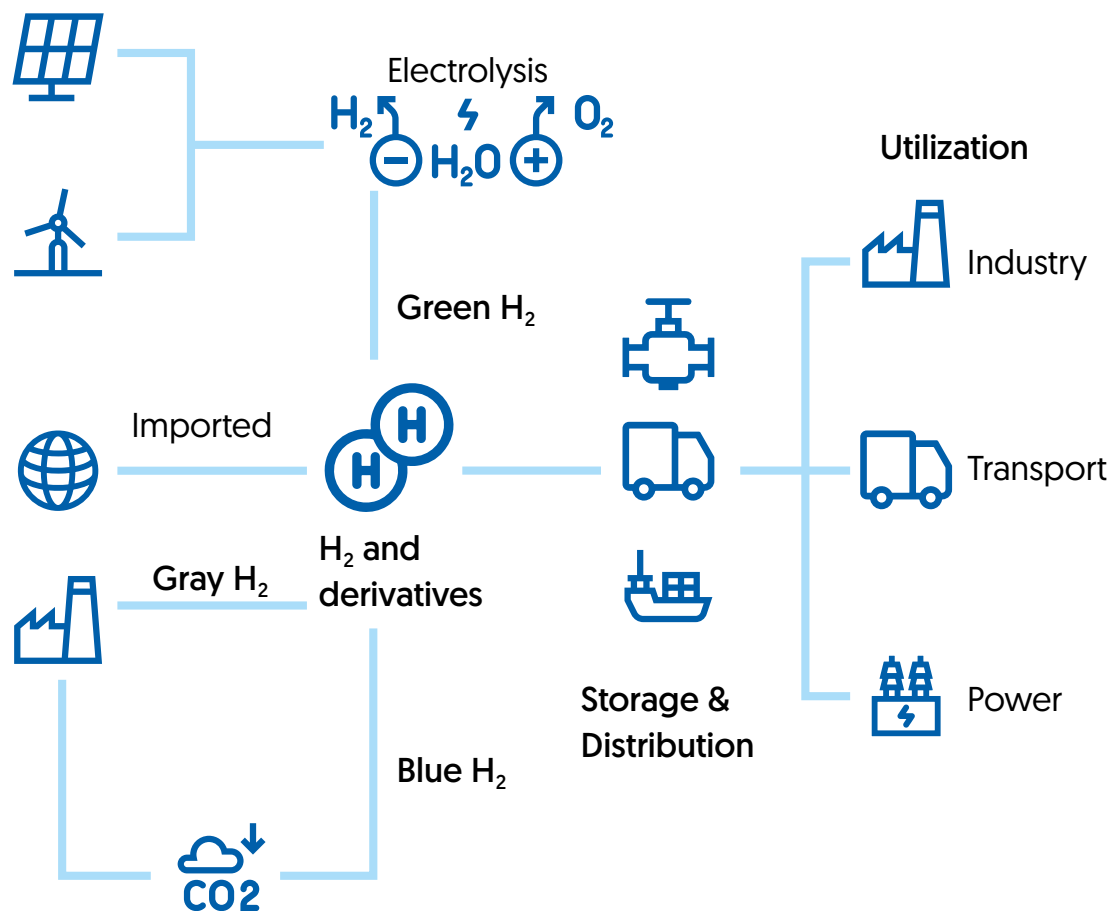 Electrolysis
H₂
O₂
− H₂O +
Utilization
Industry
Green H₂
Imported
H
H
Transport
H₂ and
derivatives
Gray H₂
Storage &
Distribution
Power
Blue H₂
CO2